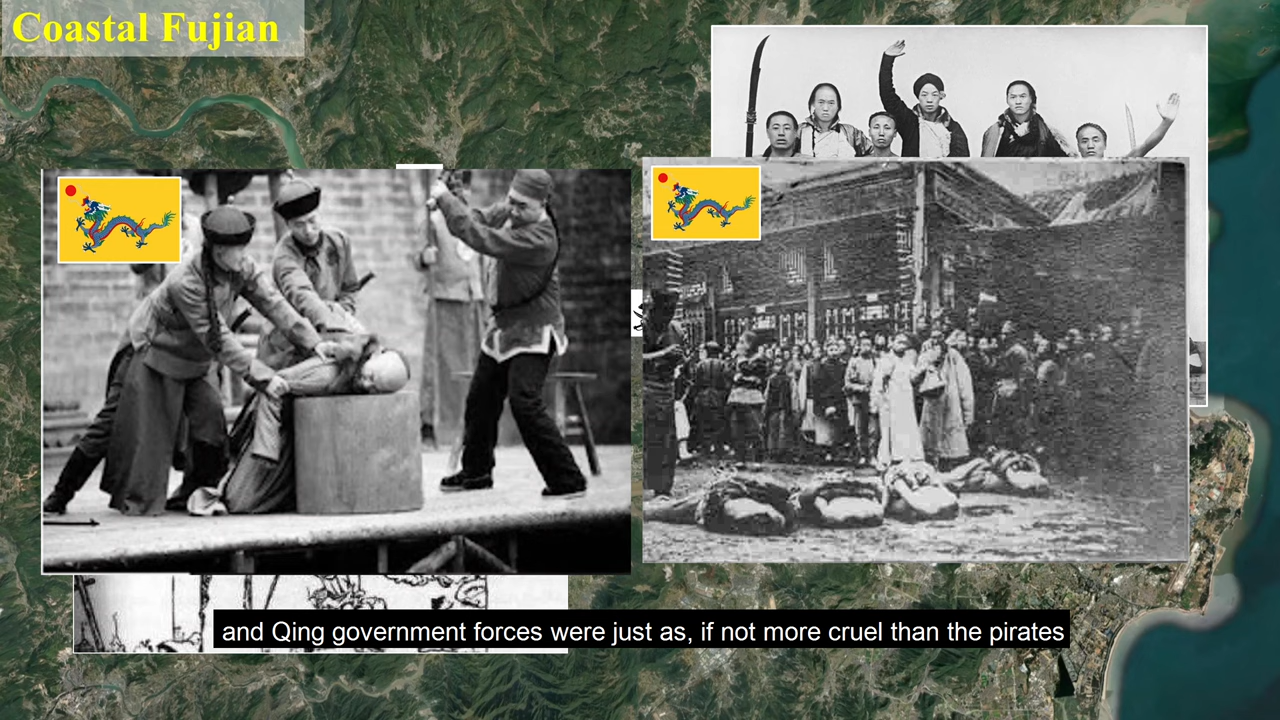 Coastal Fujian
and Qing government forces were just as, if not more cruel than the pirates